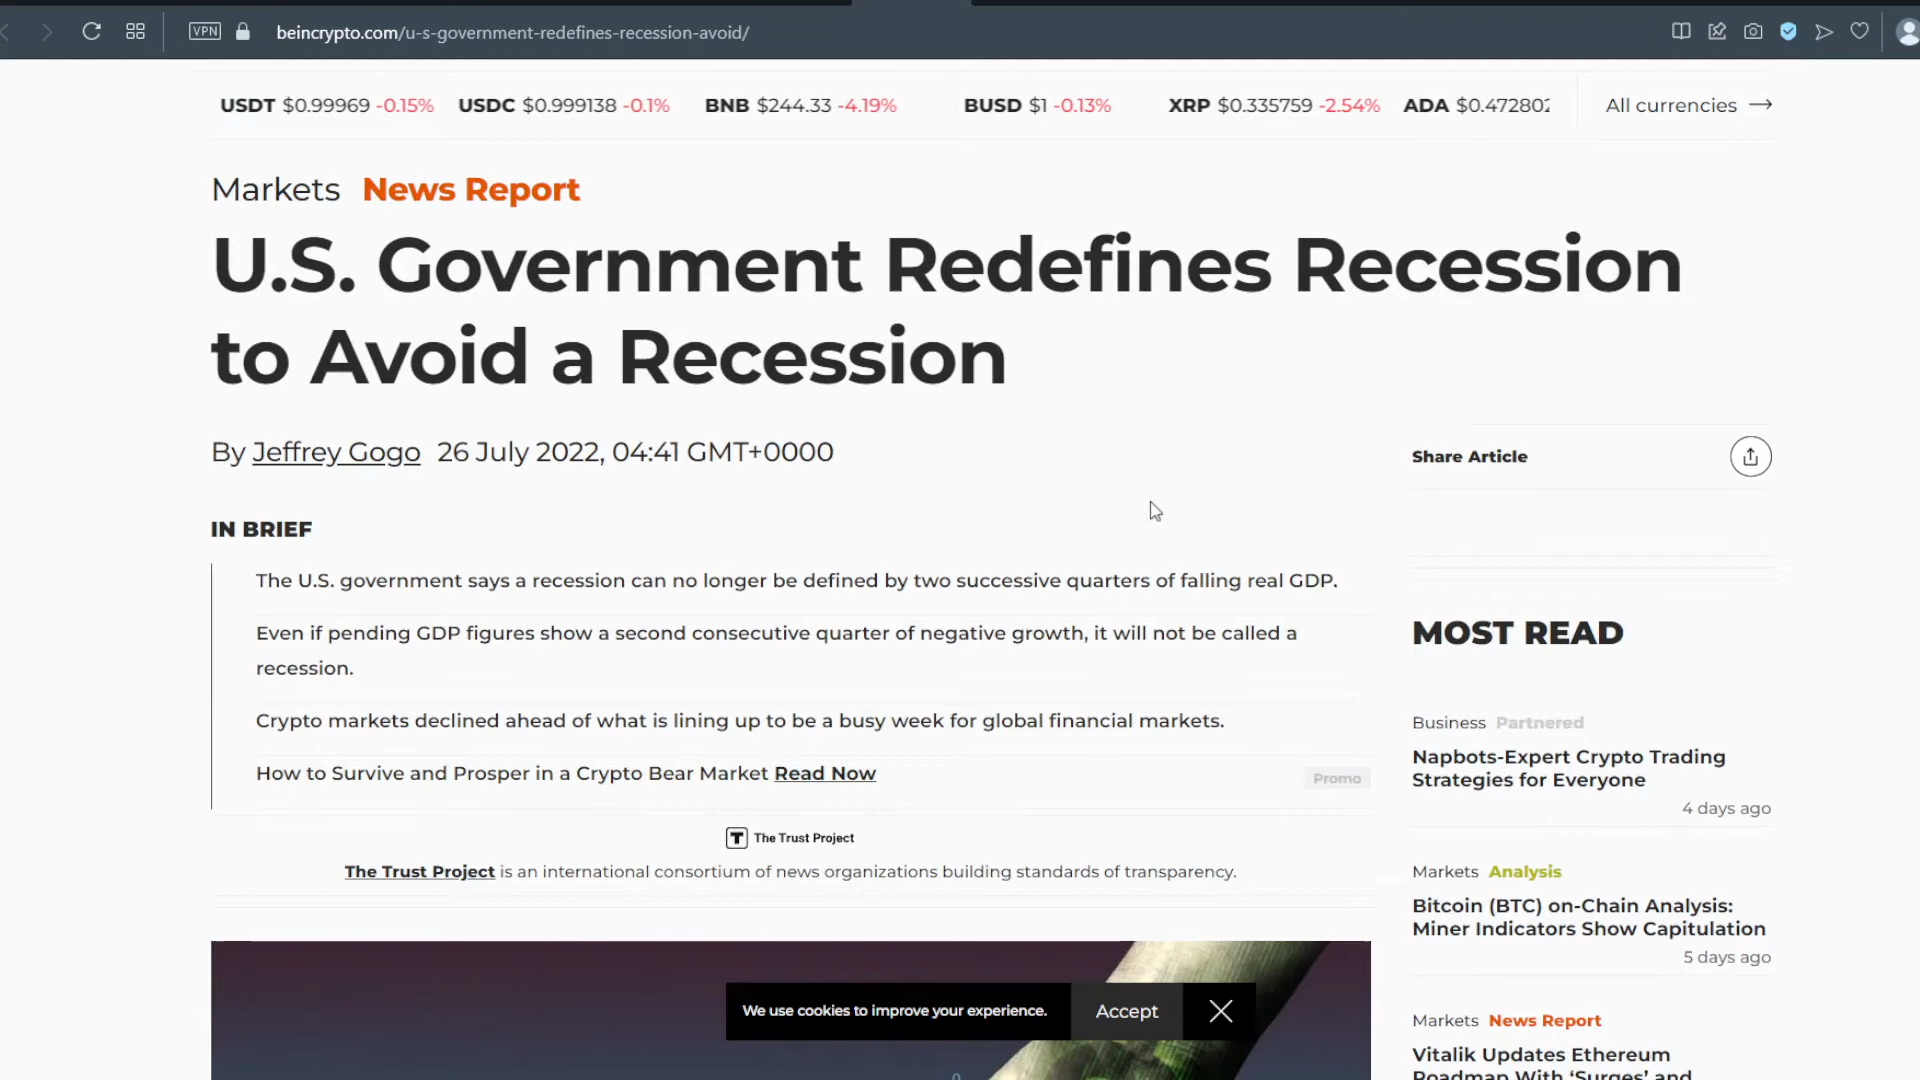 VPN
beincrypto.com/u-s-government-redefines-recession-avoid/
USDT $0.99969 -0.15% USDC $0.999138 -0.1% BNB $244.33 -4.19% BUSD $1 -0.13% XRP $0.335759 -2.54% ADA All currencies →
Markets News Report
U.S. Government Redefines Recession
to Avoid a Recession
By Jeffrey Gogo 26 July 2022, 04:41 GMT+0000
Share Article
IN BRIEF
The U.S. government says a recession can no longer be defined by two successive quarters of falling real GDP.
Even if pending GDP figures show a second consecutive quarter of negative growth, it will not be called a
recession.
Crypto markets declined ahead of what is lining up to be a busy week for global financial markets.
How to Survive and Prosper in a Crypto Bear Market Read Now
Promo
T The Trust Project
The Trust Project is an international consortium of news organizations building standards of transparency.
We use cookies to improve your experience. Accept
MOST READ
Business Partnered
Napbots-Expert Crypto Trading
Strategies for Everyone
4 days ago
Markets Analysis
Bitcoin (BTC) on-Chain Analysis:
Miner Indicators Show Capitulation
5 days ago
Markets News Report
Vitalik Updates Ethereum
Roadmap With ‘Surges’ and